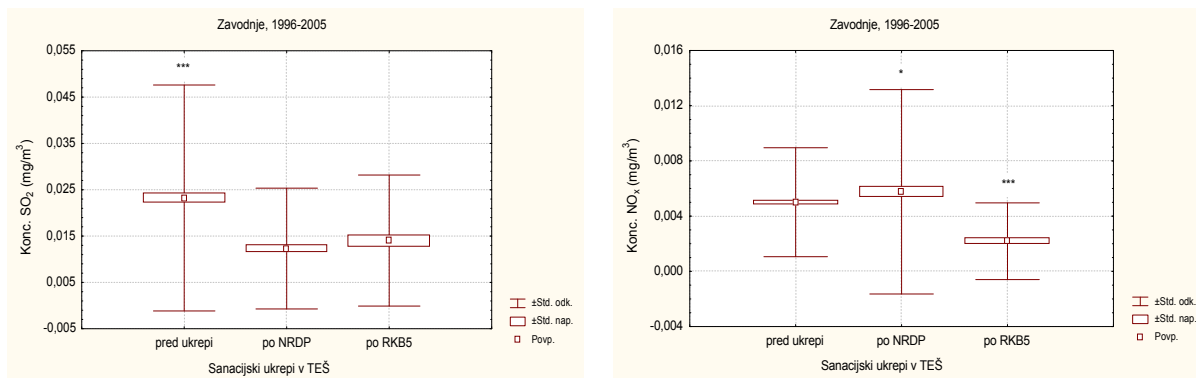 Zavodnje, 1996-2005
0,055
***
0,045
0,035
0,025
0,015
0,005
-0,005
Konc. SO2 (mg/m3)
pred ukrepi
po NRDP
po RKB5
Sanacijski ukrepi v TEŠ
±Std. odk.
±Std. nap.
Povp.
Zavodnje, 1996-2005
0,016
*
0,012
0,008
***
0,004
0,000
-0,004
Konc. NOx (mg/m3)
pred ukrepi
po NRDP
po RKB5
Sanacijski ukrepi v TEŠ
±Std. odk.
±Std. nap.
Povp.